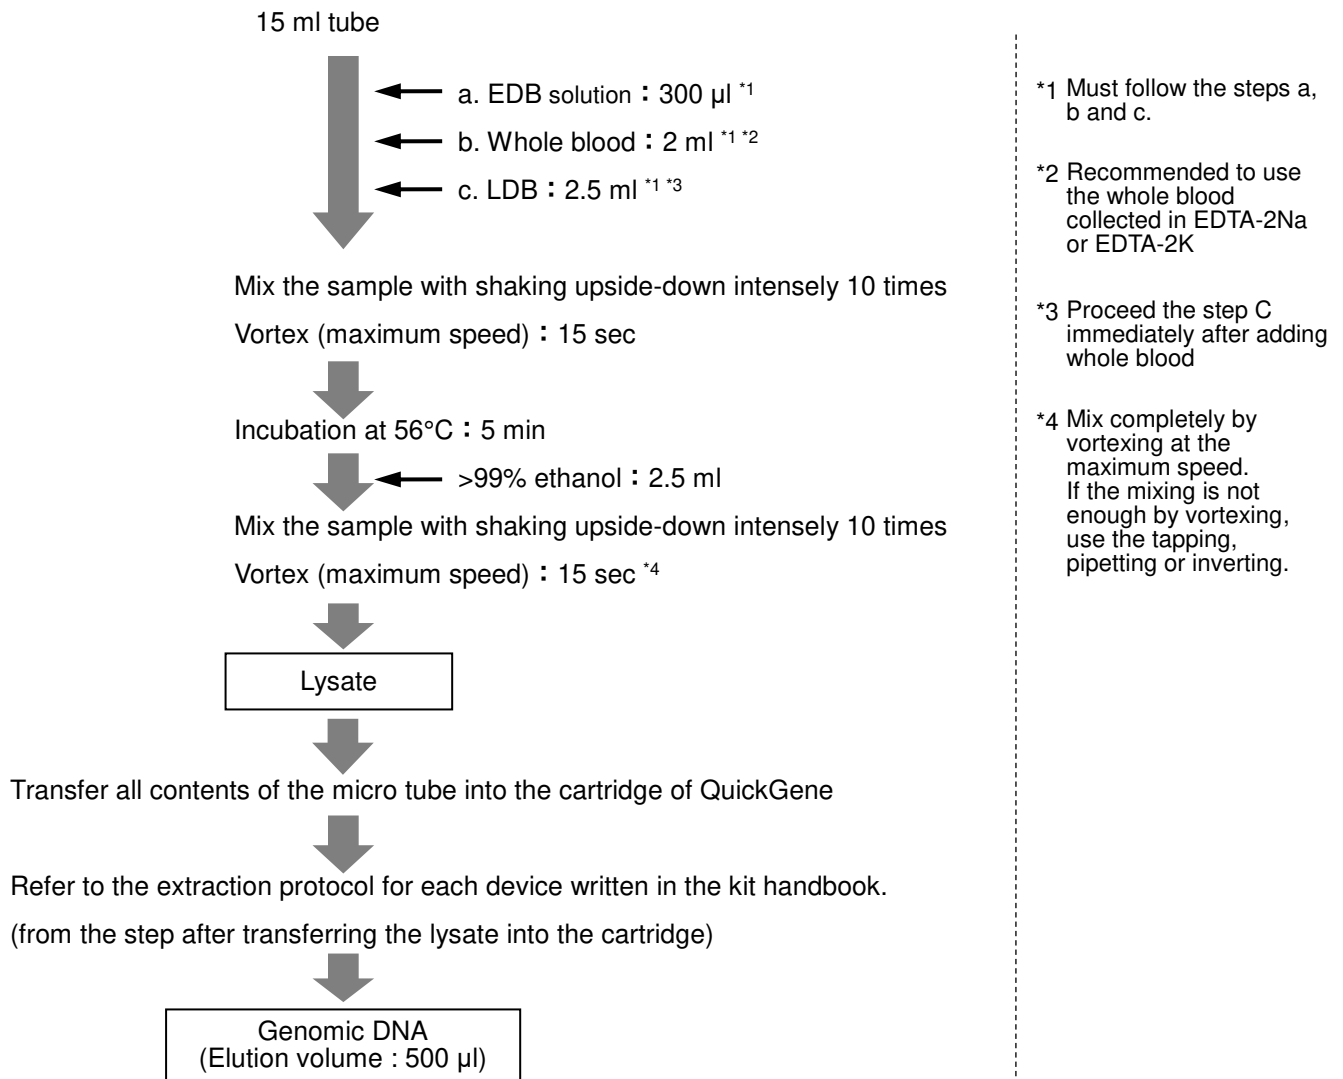 15 ml tube
a. EDB solution : 300 µl *1
b. Whole blood : 2 ml *1 *2
c. LDB : 2.5 ml *1 *3
Mix the sample with shaking upside-down intensely 10 times
Vortex (maximum speed) : 15 sec
Incubation at 56°C : 5 min
>99% ethanol : 2.5 ml
Mix the sample with shaking upside-down intensely 10 times
Vortex (maximum speed) : 15 sec *4
Lysate
Transfer all contents of the micro tube into the cartridge of QuickGene
Refer to the extraction protocol for each device written in the kit handbook.
(from the step after transferring the lysate into the cartridge)
Genomic DNA
(Elution volume : 500 µl)
*1 Must follow the steps a,
b and c.
*2 Recommended to use
the whole blood
collected in EDTA-2Na
or EDTA-2K
*3 Proceed the step C
immediately after adding
whole blood
*4 Mix completely by
vortexing at the
maximum speed.
If the mixing is not
enough by vortexing,
use the tapping,
pipetting or inverting.